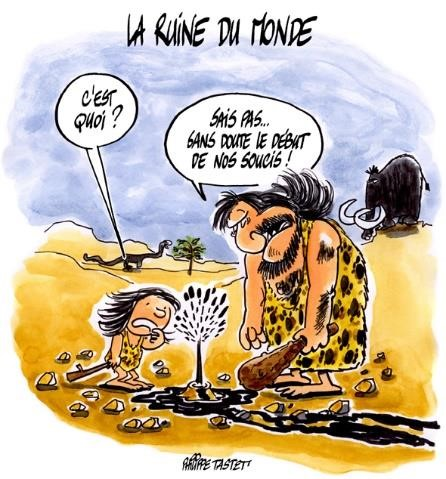 LA RUINE DU MONDE
C'EST
QUOI ?
SAIS PAS...
SANS DOUTE LE DÉBUT
DE NOS SOUCIS !
PHILIPPE TASTET